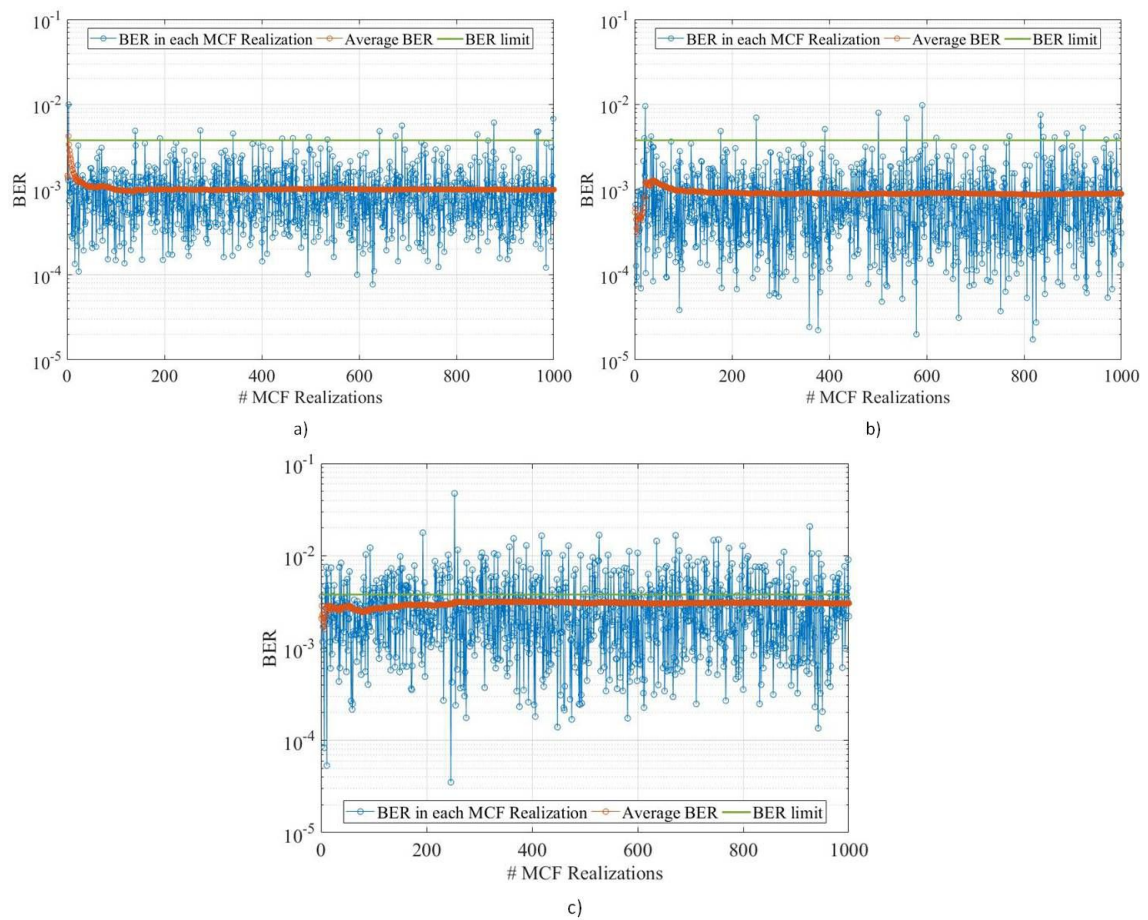 10^-1
BER in each MCF Realization Average BER BER limit
10^-2
BER
10^-3
10^-4
10^-5
0 200 400 600 800 1000
# MCF Realizations
a)
10^-1
BER in each MCF Realization Average BER BER limit
10^-2
BER
10^-3
10^-4
10^-5
0 200 400 600 800 1000
# MCF Realizations
b)
10^-1
10^-2
BER
10^-3
10^-4
BER in each MCF Realization Average BER BER limit
10^-5
0 200 400 600 800 1000
# MCF Realizations
c)